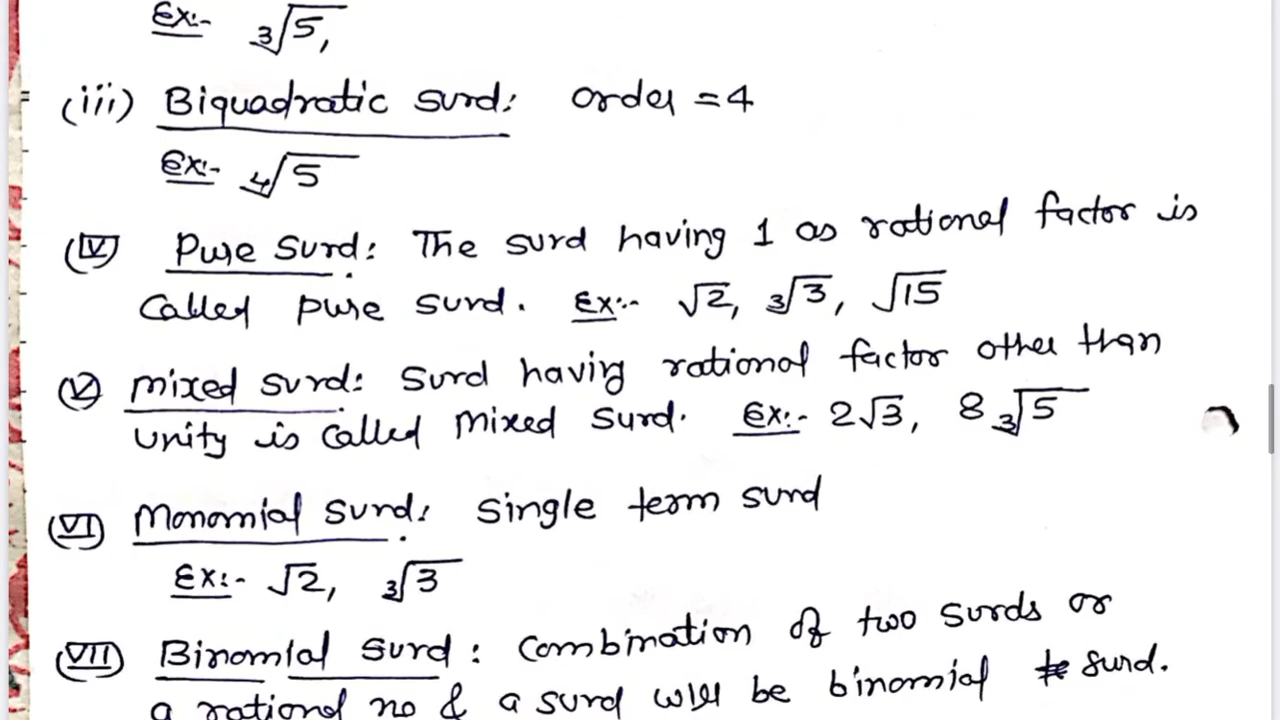 Ex:- ∛5,
(iii) Biquadratic surd: order = 4
Ex:- ∜5
(IV) Pure Surd: The surd having 1 as rational factor is
Called pure surd. Ex:- √2, ∛3, √15
(V) mixed surd: Surd having rational factor other than
unity is called mixed surd. Ex:- 2√3, 8∛5
(VI) Monomial surd: single term surd
Ex:- √2, ∛3
(VII) Binomial surd: Combination of two surds or
a rational no & a surd will be binomial surd.